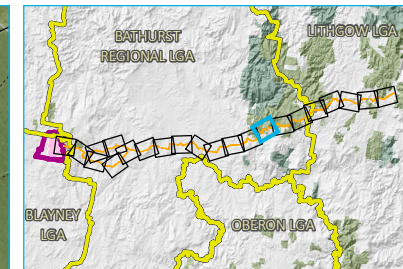 BATHURST
REGIONAL LGA
LITHGOW LGA
BLAYNEY
LGA
OBERON LGA